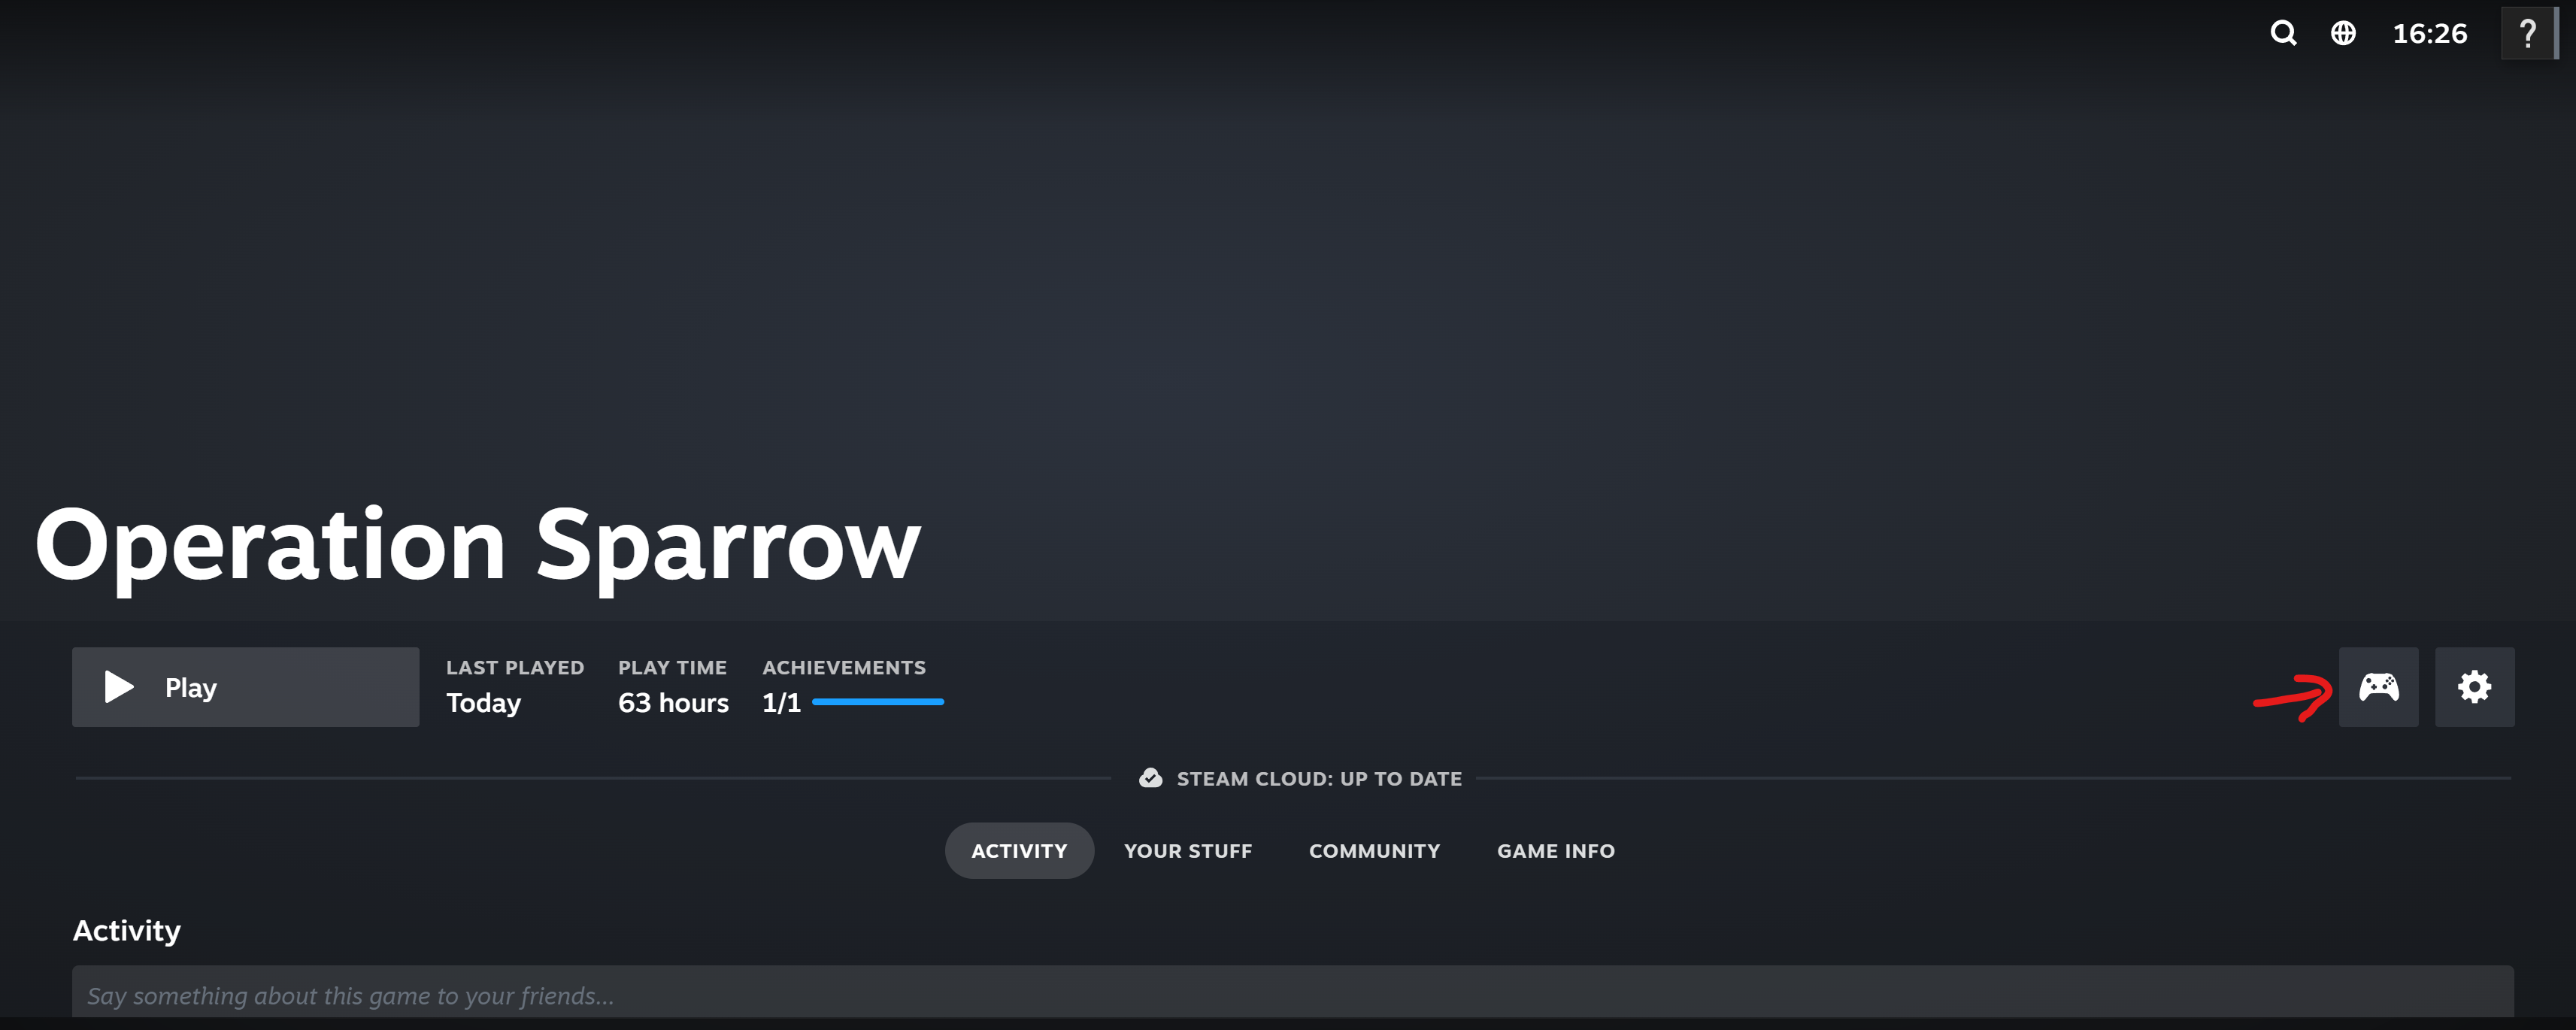 16:26
?
Operation Sparrow
Play
LAST PLAYED
Today
PLAY TIME
63 hours
ACHIEVEMENTS
1/1
STEAM CLOUD: UP TO DATE
ACTIVITY YOUR STUFF COMMUNITY GAME INFO
Activity
Say something about this game to your friends...